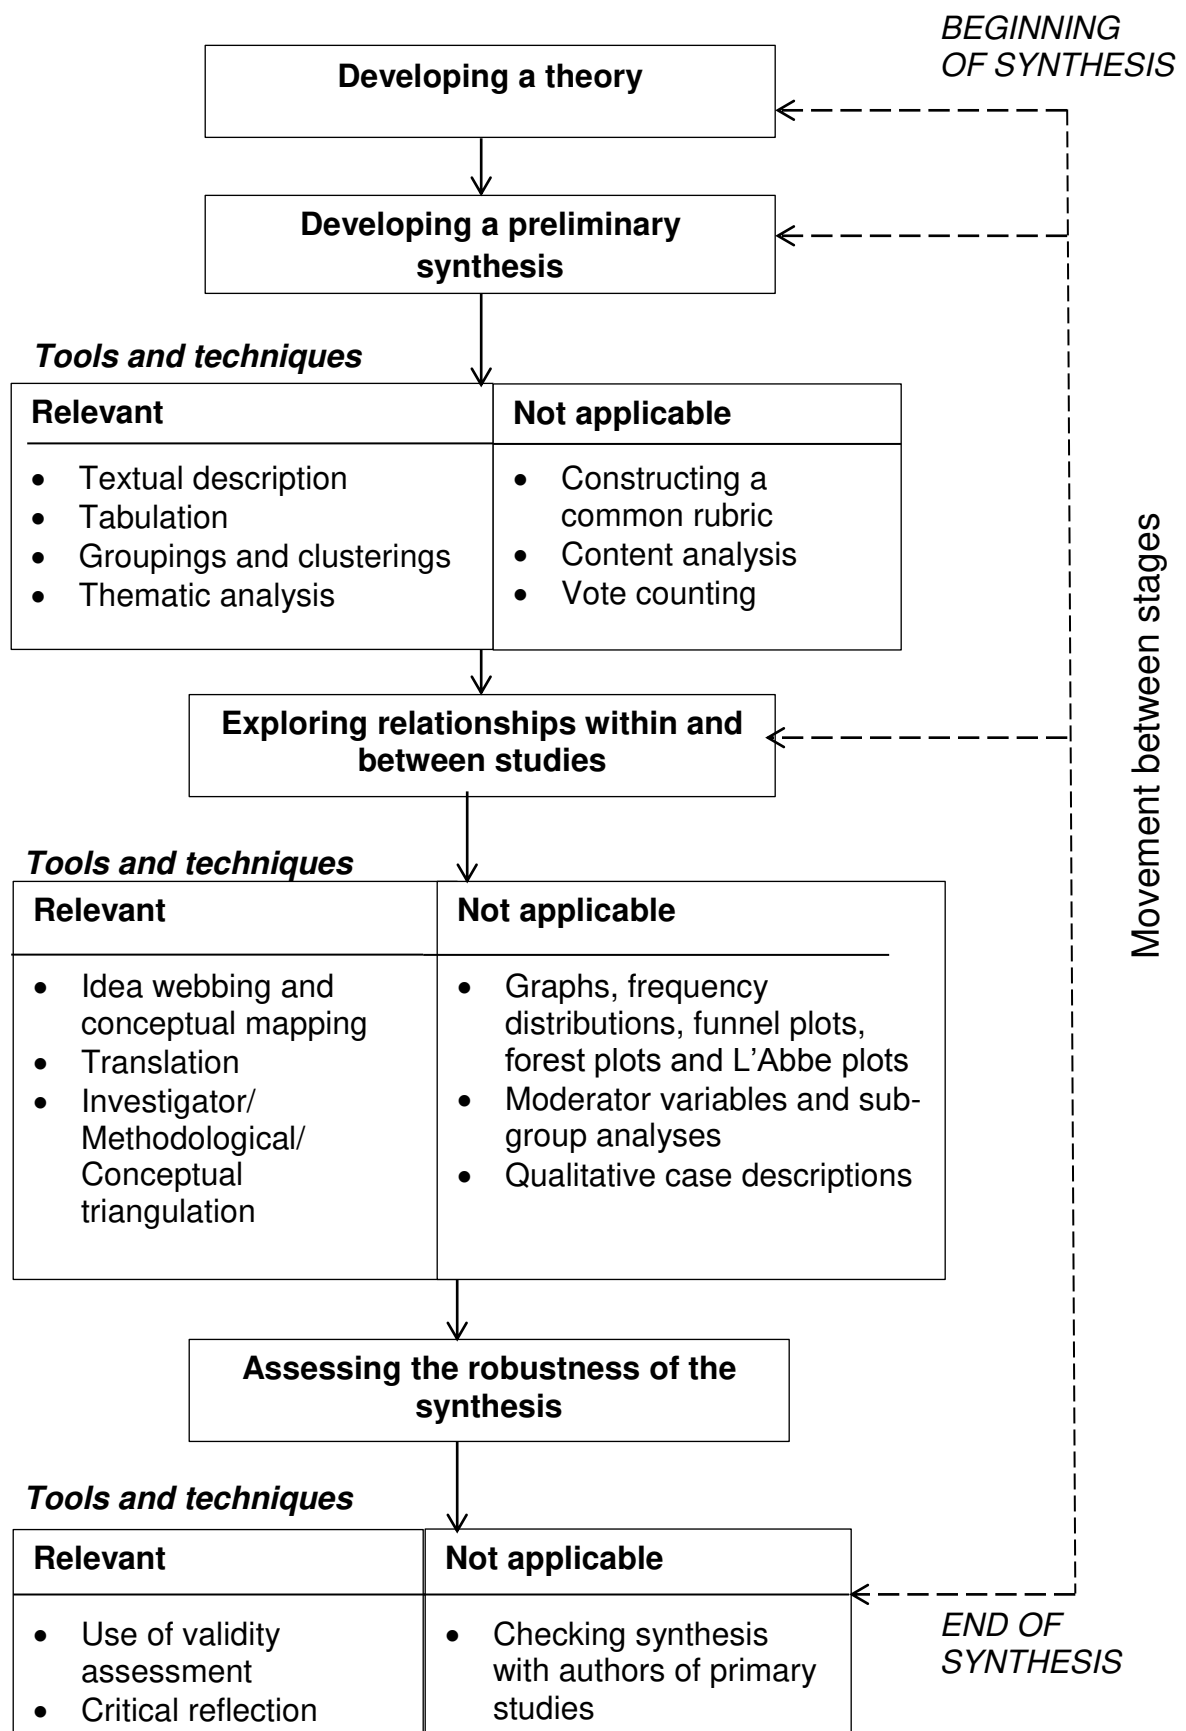 BEGINNING
OF SYNTHESIS
Developing a theory
Developing a preliminary
synthesis
Tools and techniques
Relevant
• Textual description
• Tabulation
• Groupings and clusterings
• Thematic analysis
Not applicable
• Constructing a
common rubric
• Content analysis
• Vote counting
Exploring relationships within and
between studies
Movement between stages
Tools and techniques
Relevant
• Idea webbing and
conceptual mapping
• Translation
• Investigator/
Methodological/
Conceptual
triangulation
Not applicable
• Graphs, frequency
distributions, funnel plots,
forest plots and L’Abbe plots
• Moderator variables and sub-
group analyses
• Qualitative case descriptions
Assessing the robustness of the
synthesis
Tools and techniques
Relevant
• Use of validity
assessment
• Critical reflection
Not applicable
• Checking synthesis
with authors of primary
studies
END OF
SYNTHESIS